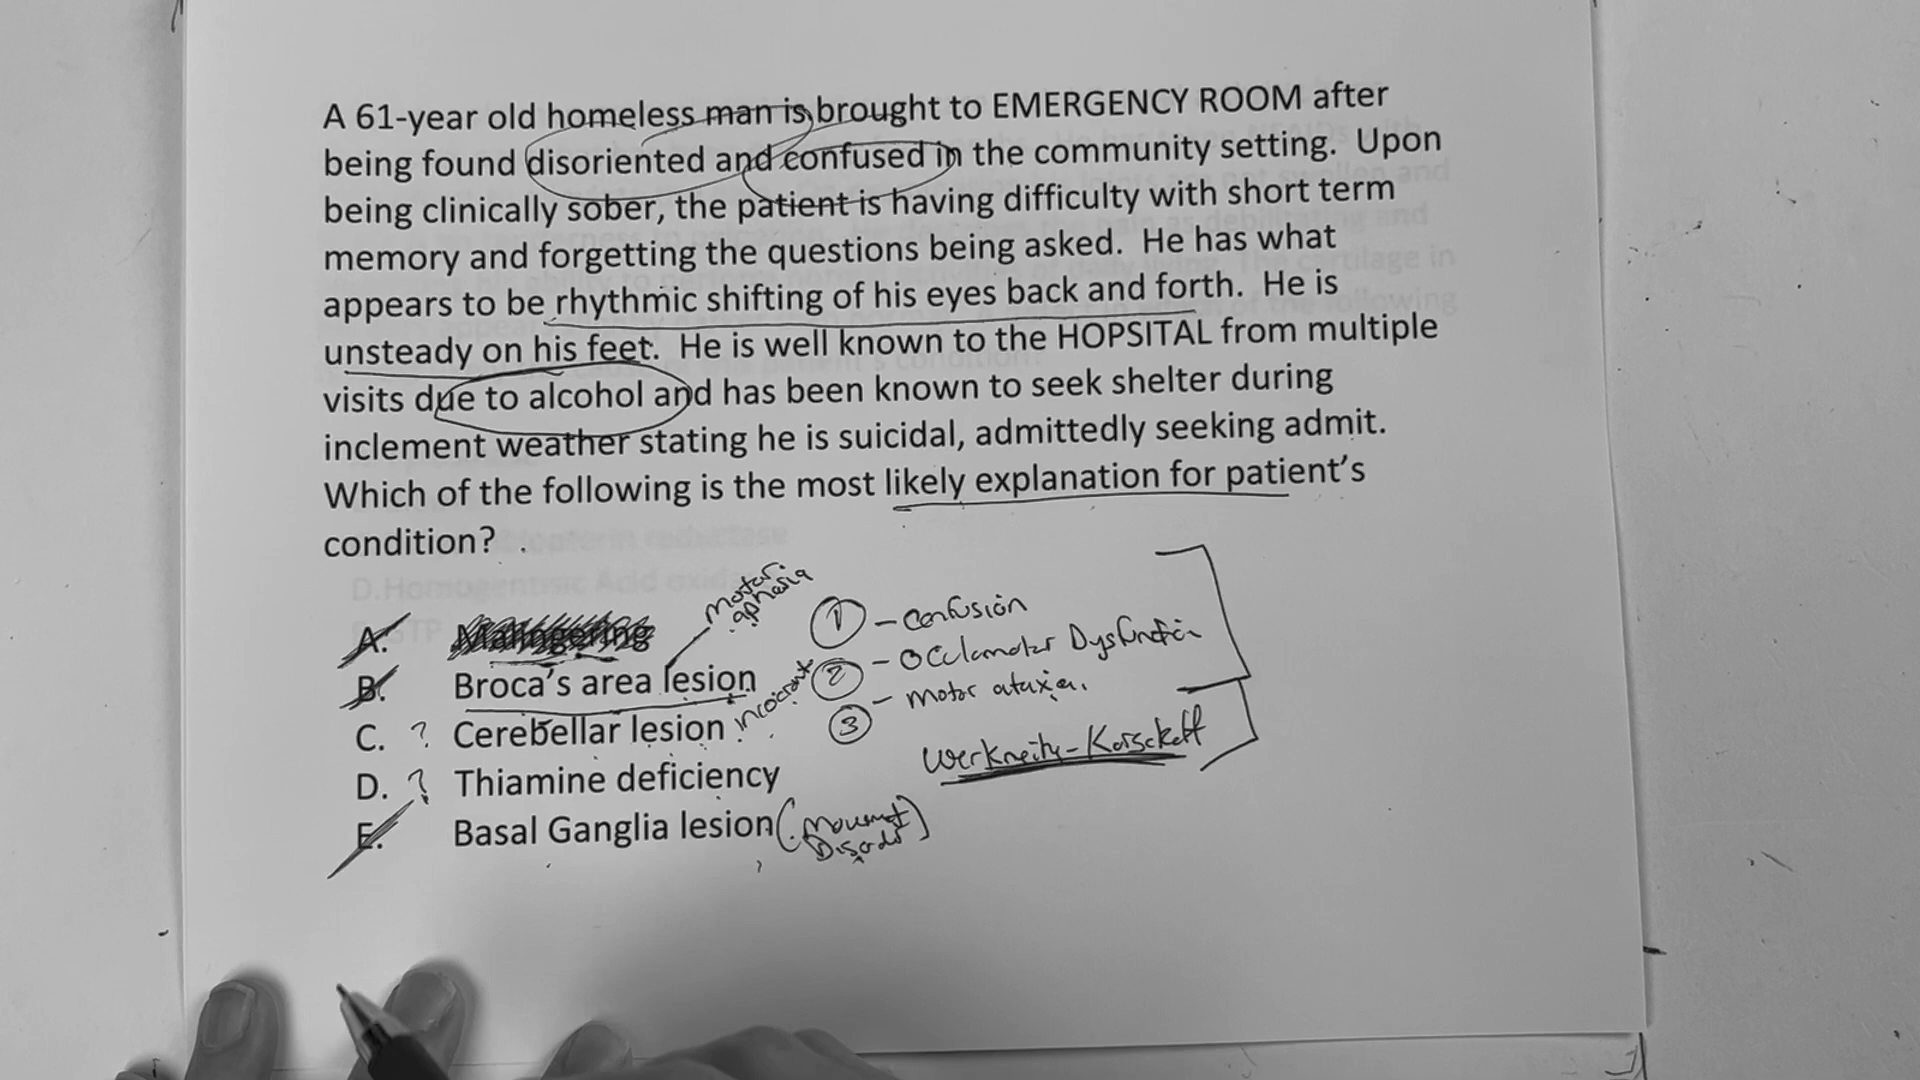 A 61-year old homeless man is brought to EMERGENCY ROOM after
being found disoriented and confused in the community setting. Upon
being clinically sober, the patient is having difficulty with short term
memory and forgetting the questions being asked. He has what
appears to be rhythmic shifting of his eyes back and forth. He is
unsteady on his feet. He is well known to the HOPSITAL from multiple
visits due to alcohol and has been known to seek shelter during
inclement weather stating he is suicidal, admittedly seeking admit.
Which of the following is the most likely explanation for patient's
condition?
D.Homogentisic Acid
A. Malingering
B. Broca's area lesion
motor aphasia
C. ? Cerebellar lesion
D. ? Thiamine deficiency
E. Basal Ganglia lesion
1 - confusion
2 - Oculomotor Dysfunction
3 - motor ataxia.